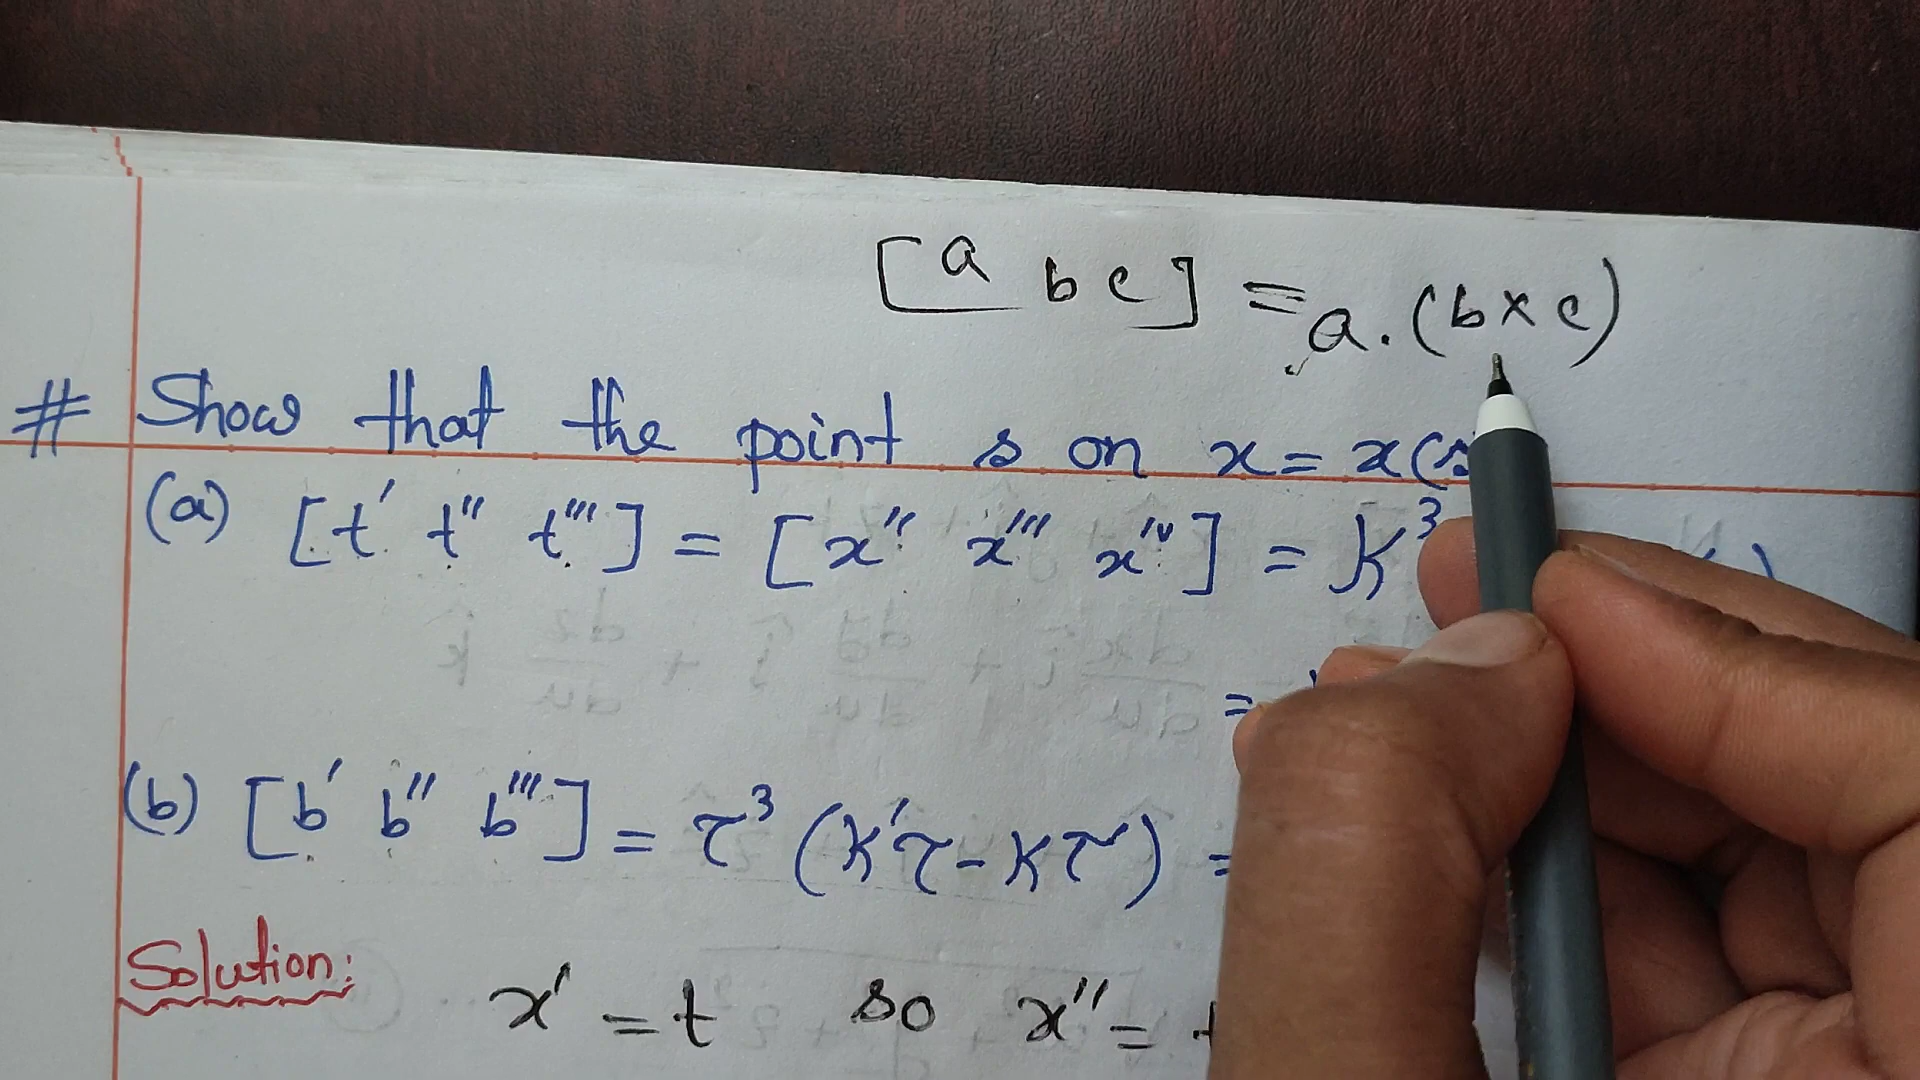 [a b c] = a.(b×c)
# Show that the point s on x = x(s
(a) [t' t'' t'''] = [x'' x''' x'^v] = K³
=
(b) [b' b'' b'''] = τ³ (K'τ - Kτ') =
Solution:
x' = t so x'' = t